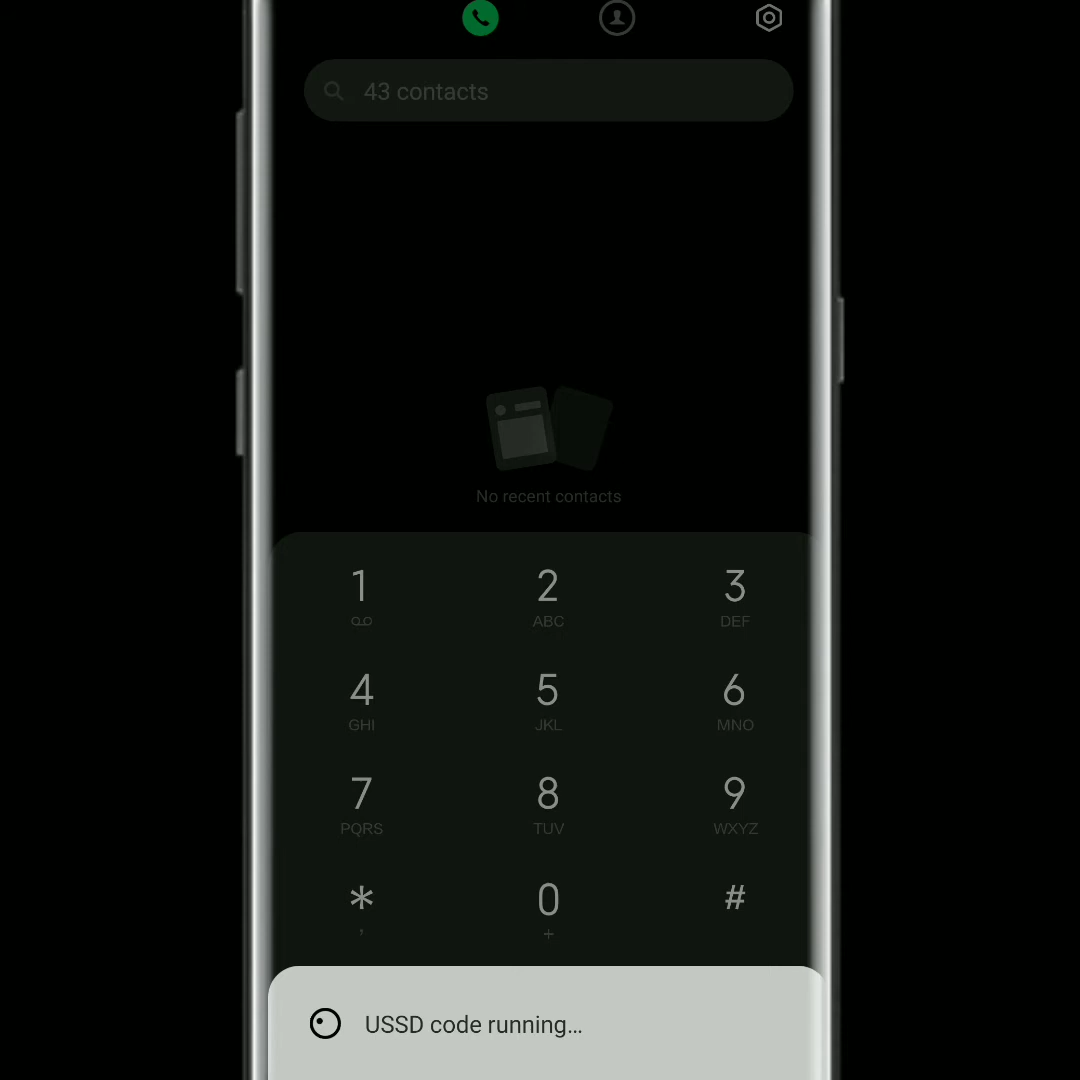 43 contacts
No recent contacts
1 2 3
ABC DEF
4 5 6
GHI JKL MNO
7 8 9
PQRS TUV WXYZ
* 0 #
, +
USSD code running...